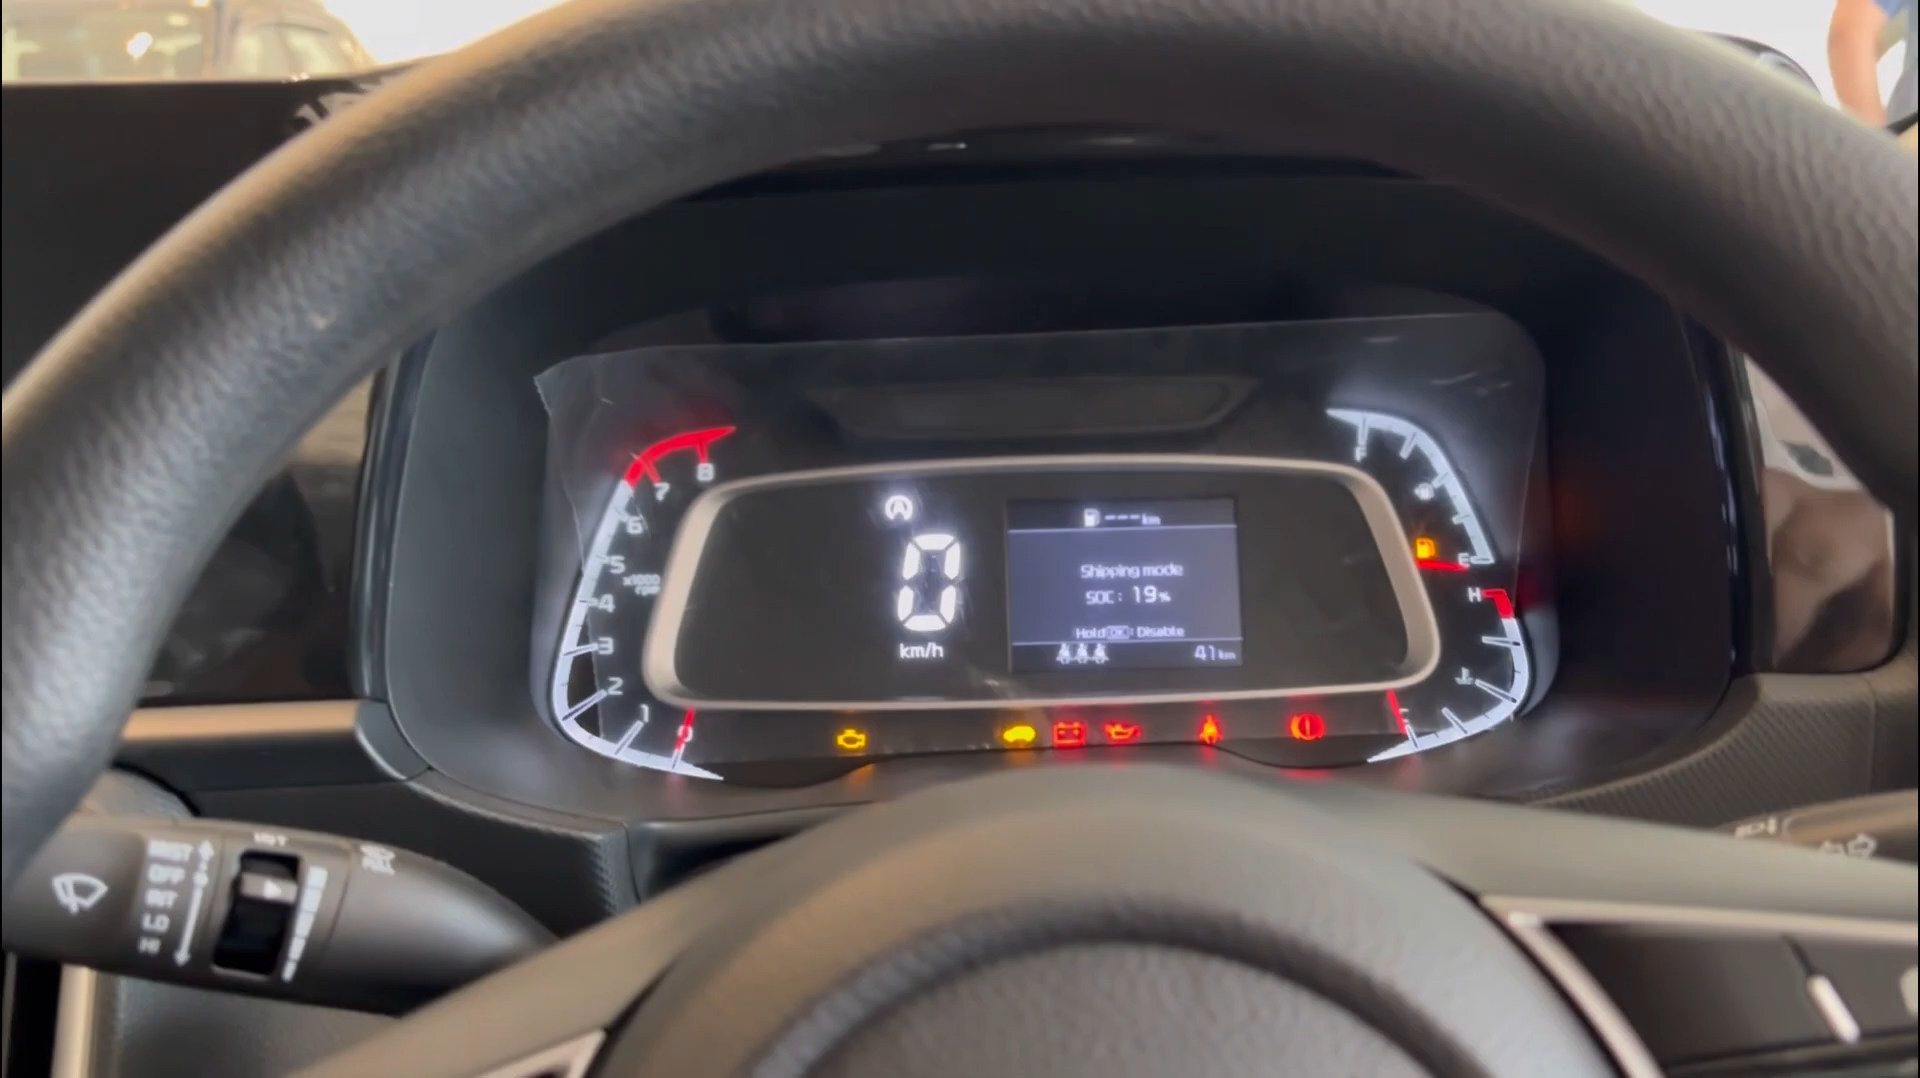 8
7
6
5
x1000
rpm
4
3
2
1
0
A
0
km/h
---km
Shipping mode
SOC: 19%
Hold OK : Disable
41km
F
E
H
C
MIST
OFF
INT
LO
HI